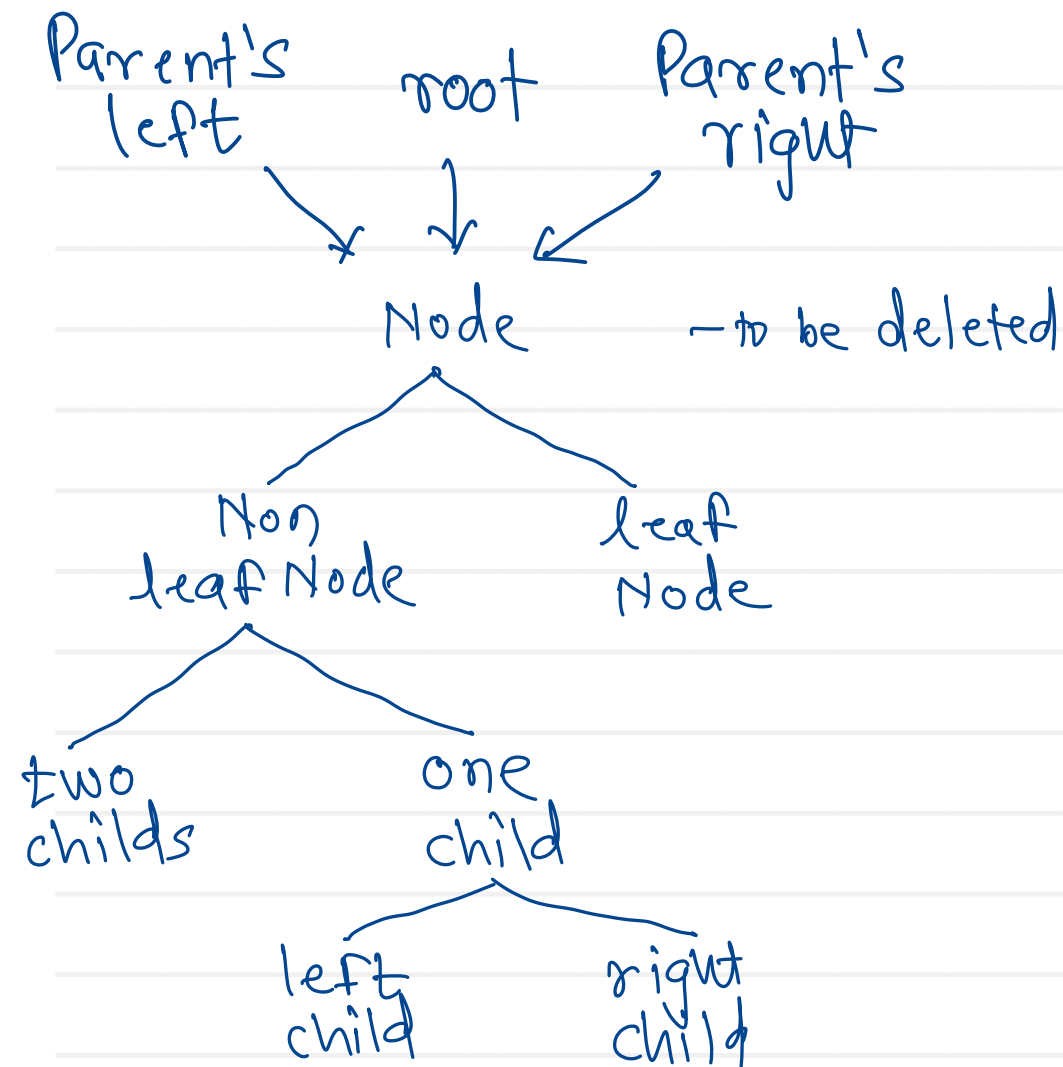 Parent's
left
root
Parent's
right
Node
- to be deleted
Non
leaf Node
leaf
Node
two
childs
one
child
left
child
right
child